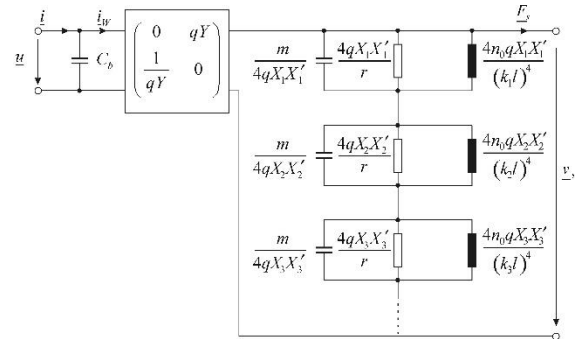 i
i_W
F_s
u
C_b
( 0 qY
1/qY 0 )
m/4qX_1X_1′
4qX_1X_1′/r
4n_0qX_1X_1′/(k_1l)^4
m/4qX_2X_2′
4qX_2X_2′/r
4n_0qX_2X_2′/(k_2l)^4
v_s
m/4qX_3X_3′
4qX_3X_3′/r
4n_0qX_3X_3′/(k_3l)^4